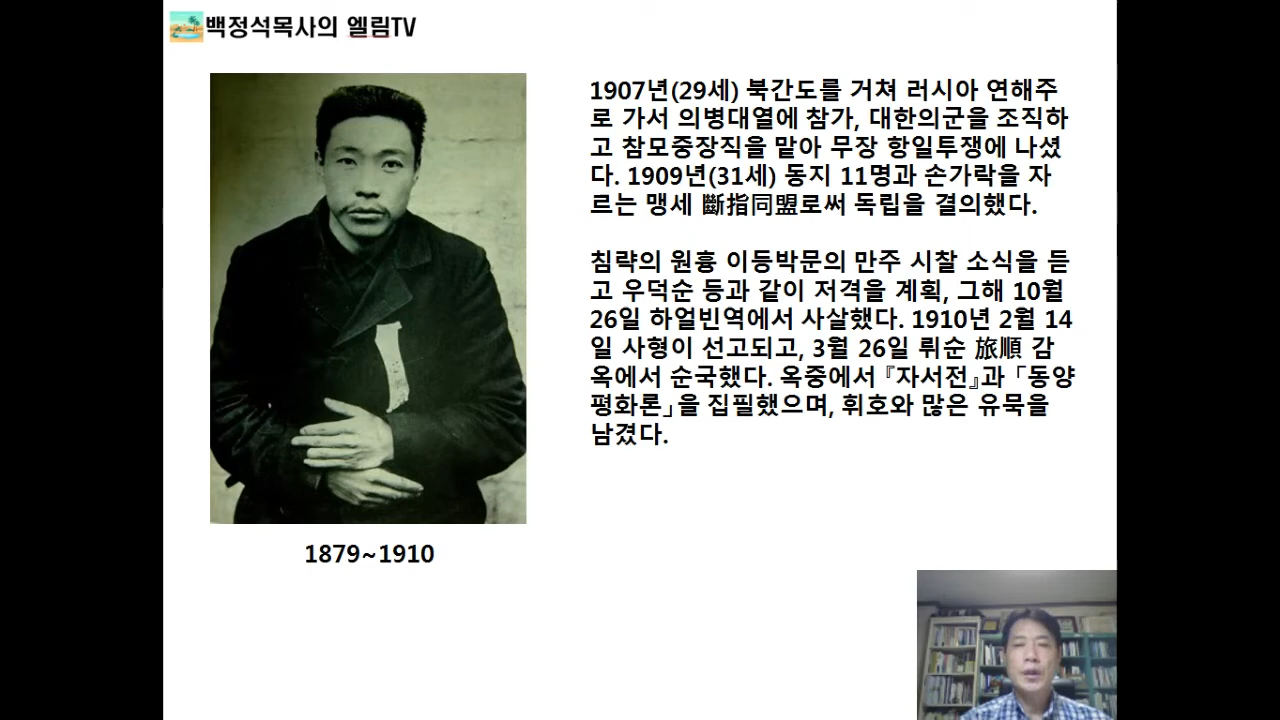 백정석목사의 엘림TV
1907년(29세) 북간도를 거쳐 러시아 연해주
로 가서 의병대열에 참가, 대한의군을 조직하
고 참모중장직을 맡아 무장 항일투쟁에 나셨
다. 1909년(31세) 동지 11명과 손가락을 자
르는 맹세 斷指同盟로써 독립을 결의했다.
침략의 원흉 이등박문의 만주 시찰 소식을 듣
고 우덕순 등과 같이 저격을 계획, 그해 10월
26일 하얼빈역에서 사살했다. 1910년 2월 14
일 사형이 선고되고, 3월 26일 뤼순 旅順 감
옥에서 순국했다. 옥중에서『자서전』과「동양
평화론」을 집필했으며, 휘호와 많은 유묵을
남겼다.
1879~1910